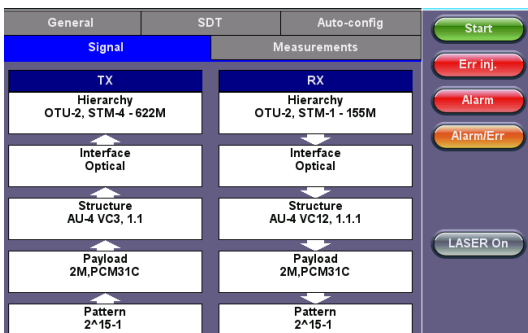 General
SDT
Auto-config
Signal
Measurements
TX
Hierarchy
OTU-2, STM-4 - 622M
Interface
Optical
Structure
AU-4 VC3, 1.1
Payload
2M,PCM31C
Pattern
2^15-1
RX
Hierarchy
OTU-2, STM-1 - 155M
Interface
Optical
Structure
AU-4 VC12, 1.1.1
Payload
2M,PCM31C
Pattern
2^15-1
Start
Err inj.
Alarm
Alarm/Err
LASER On